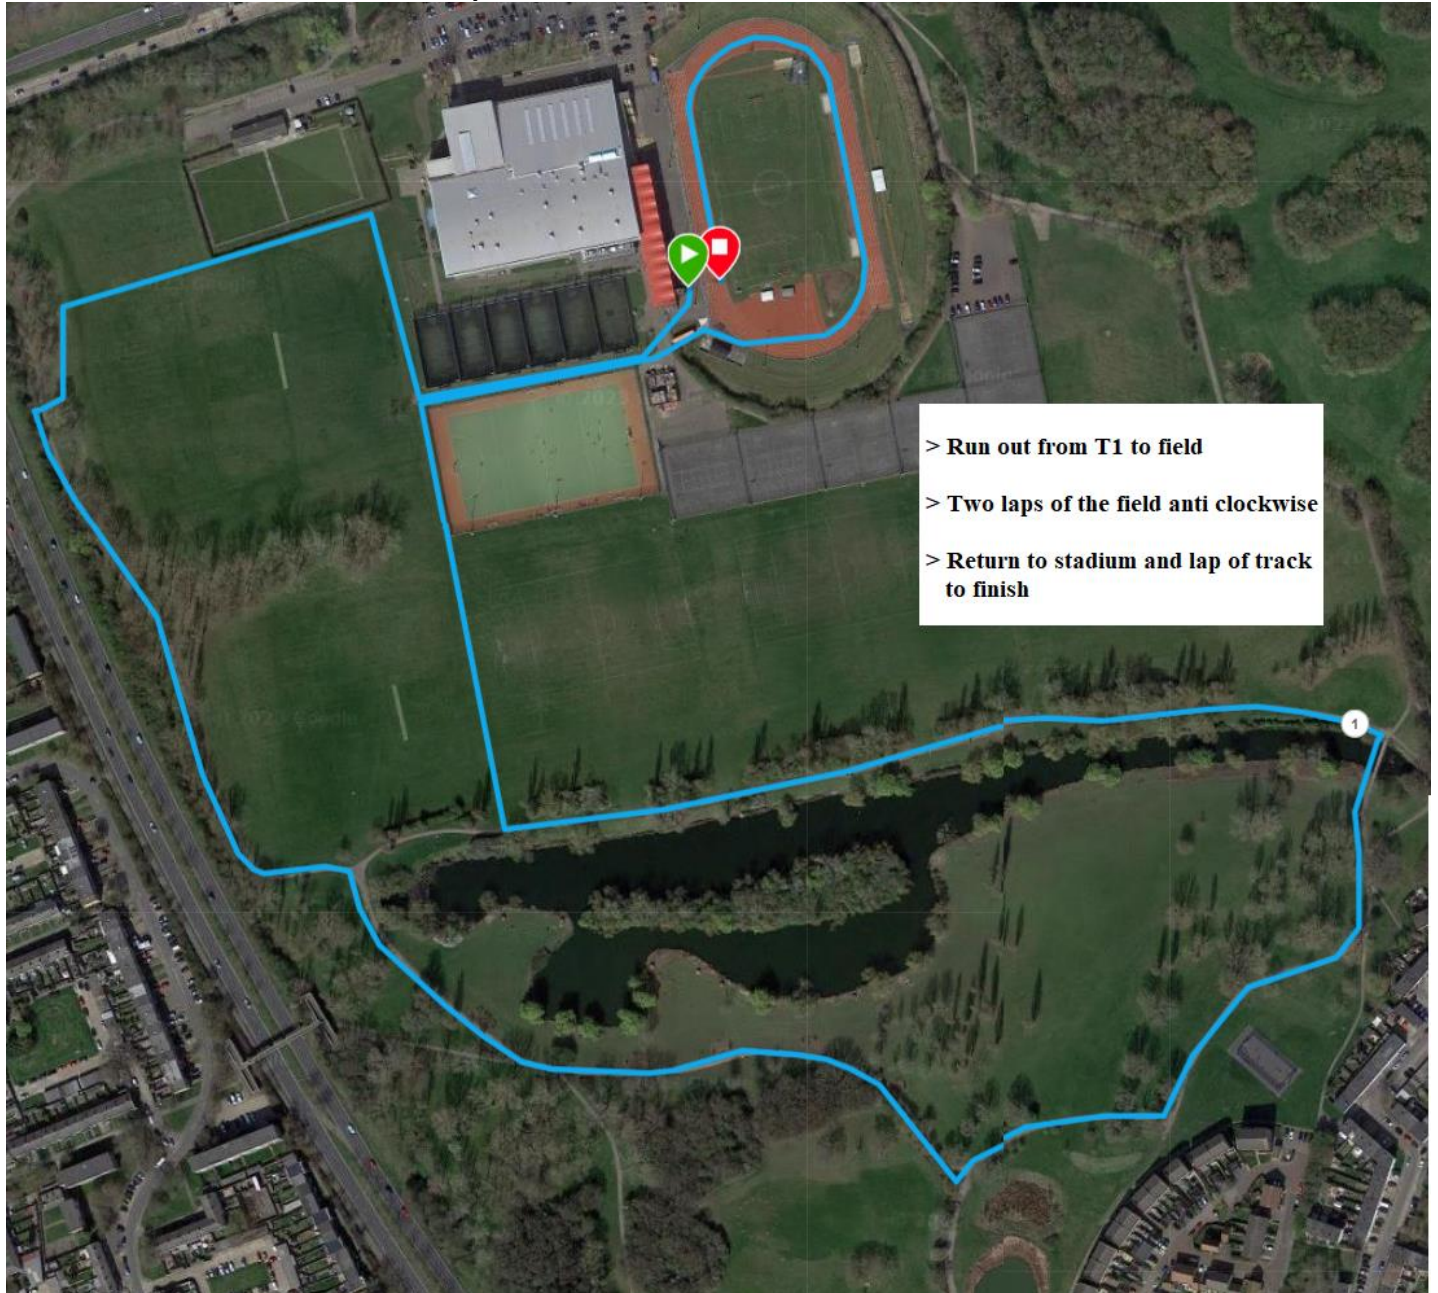 > Run out from T1 to field
> Two laps of the field anti clockwise
> Return to stadium and lap of track
to finish
1